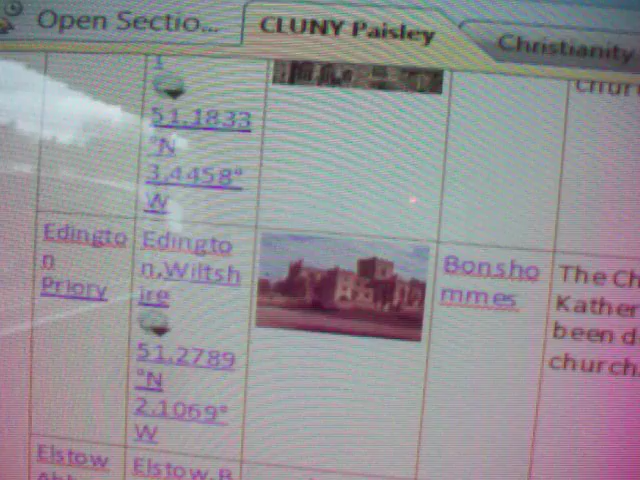 Open Sectio...
CLUNY Paisley
Christianity
1
51.1833
°N
3.4458°
W
Edingto
n
Priory
Edingto
n,Wiltsh
ire
51.2789
°N
2.1069°
W
Bonsho
mmes
The Ch
Kather
been d
church.
Elstow
Elstow,B